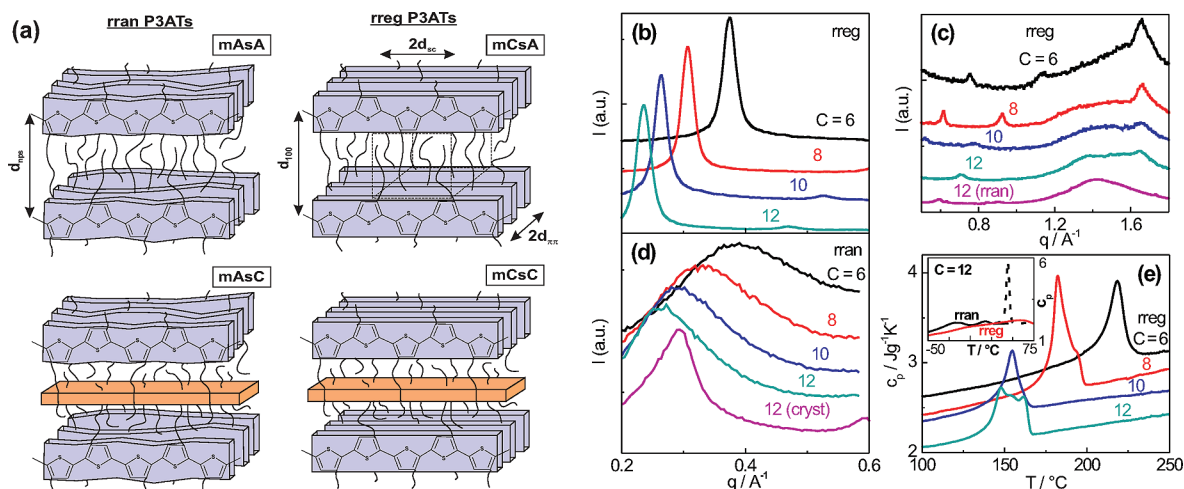 (a)
rran P3ATs
rreg P3ATs
mAsA
mCsA
2d_sc
d_nps
d_100
2d_ππ
S S S S S
S S S S S
S S S S S
S S S S S
mAsC
mCsC
S S S S S
S S S S S
S S S S S
S S S S S
(b)
rreg
I (a.u.)
C = 6
8
10
12
(d)
rran
C = 6
I (a.u.)
8
10
12
12 (cryst)
0.2 0.4 0.6
q / A⁻¹
(c)
rreg
C = 6
I (a.u.)
8
10
12
12 (rran)
0.8 1.2 1.6
q / A⁻¹
(e)
C = 12
6
c_p
1
rran
rreg
-50 75
T / °C
rreg
C = 6
8
10
12
4
3
2
c_p / Jg⁻¹K⁻¹
100 150 200 250
T / °C